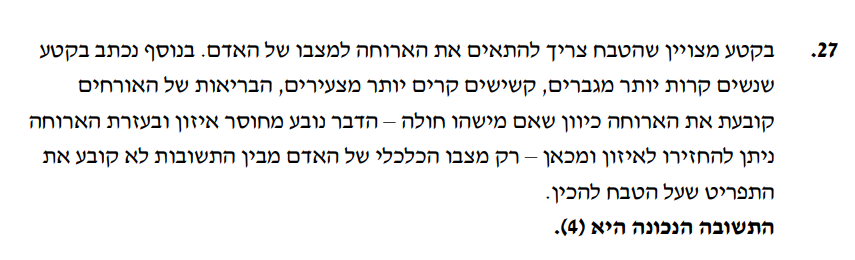 27. בקטע מצויין שהטבח צריך להתאים את הארוחה למצבו של האדם. בנוסף נכתב בקטע
שנשים קרות יותר מגברים, קשישים קרים יותר מצעירים, הבריאות של האורחים
קובעת את הארוחה כיוון שאם מישהו חולה – הדבר נובע מחוסר איזון ובעזרת הארוחה
ניתן להחזירו לאיזון ומכאן – רק מצבו הכלכלי של האדם מבין התשובות לא קובע את
התפריט שעל הטבח להכין.
התשובה הנכונה היא (4).